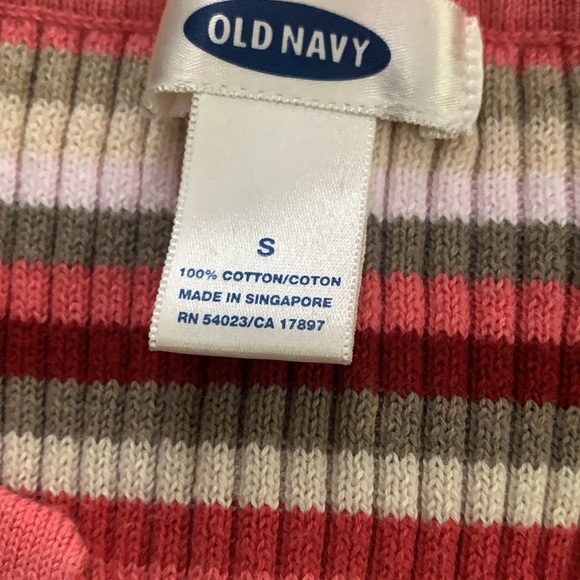 OLD NAVY
S
100% COTTON/COTON
MADE IN SINGAPORE
RN 54023/CA 17897